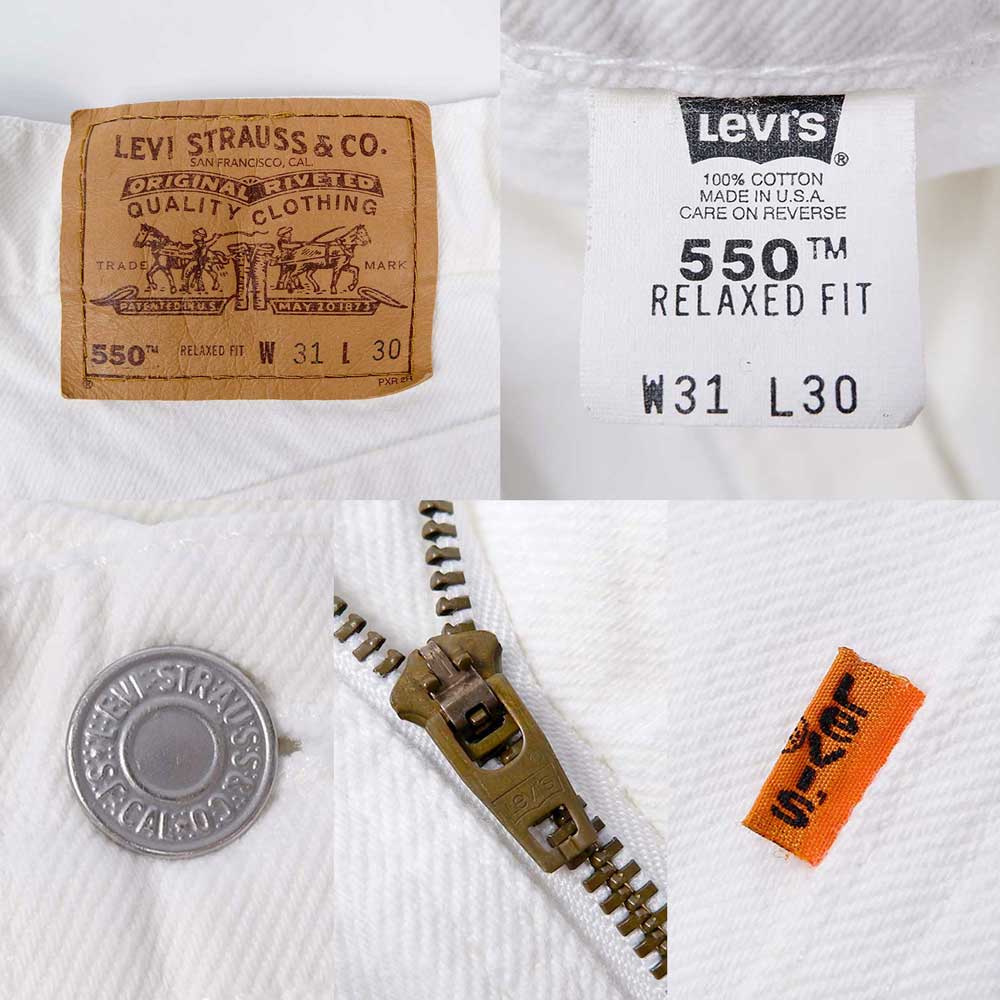 LEVI STRAUSS & CO.
SAN FRANCISCO, CAL.
ORIGINAL RIVETED
QUALITY CLOTHING
TRADE MARK
PATENTED IN U.S. MAY 20 1873
550™ RELAXED FIT W 31 L 30
®
LEVI'S
®
100% COTTON
MADE IN U.S.A.
CARE ON REVERSE
550™
RELAXED FIT
W31 L30
LEVI STRAUSS & CO. S.F. CAL.
LEVI'S
LEVI'S
®